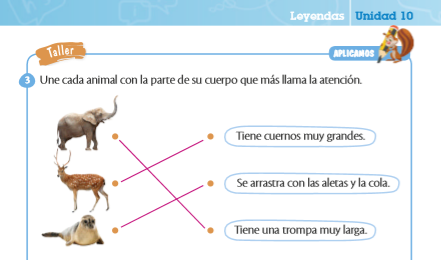 Leyendas Unidad 10
Taller
APLICAMOS
3 Une cada animal con la parte de su cuerpo que más llama la atención.
Tiene cuernos muy grandes.
Se arrastra con las aletas y la cola.
Tiene una trompa muy larga.